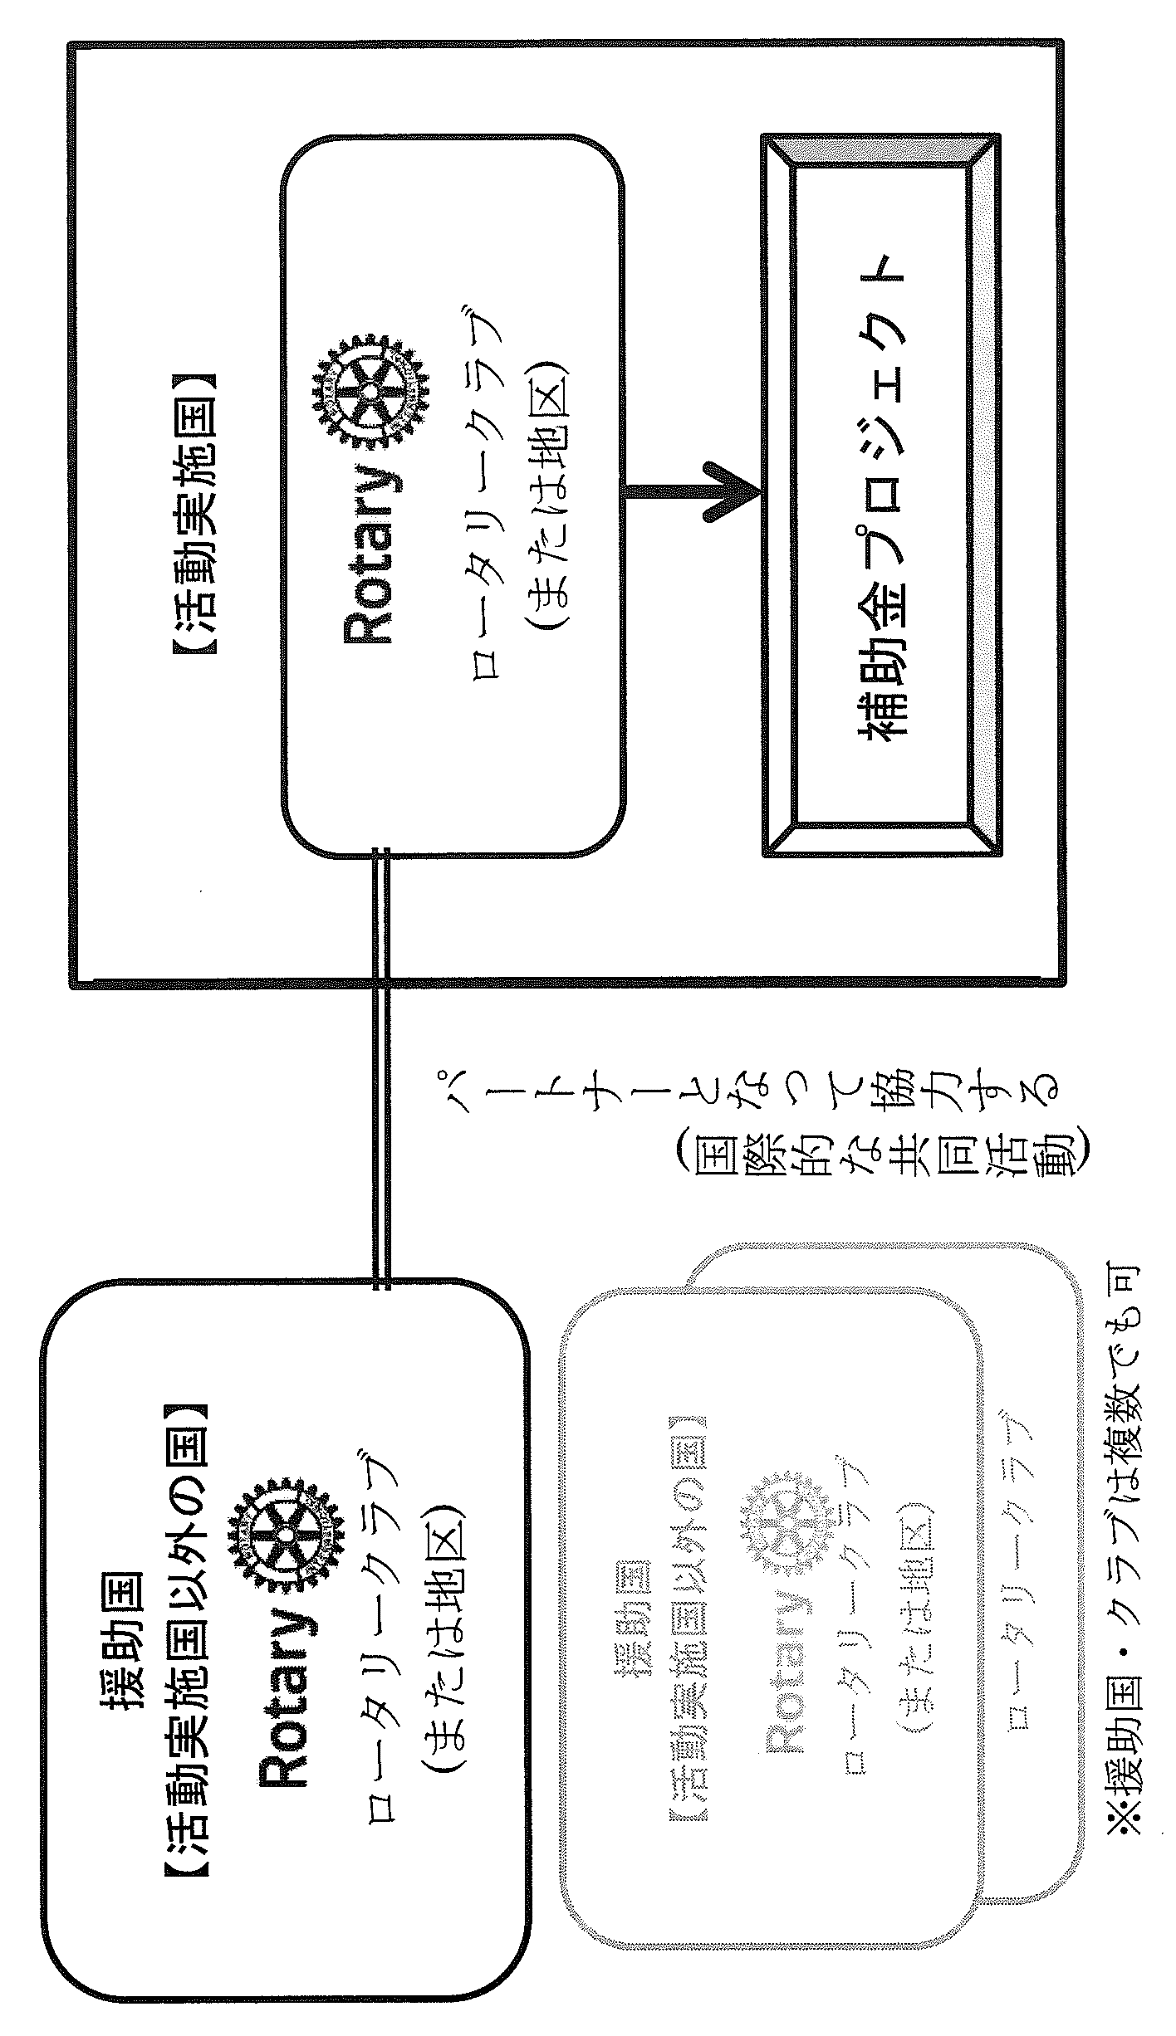 援助国
【活動実施国以外の国】
Rotary
ロータリークラブ
(または地区)
援助国
【活動実施国以外の国】
Rotary
ロータリークラブ
(または地区)
ロータリークラブ
※援助国・クラブは複数でも可
パートナーとなって協力する
(国際的な共同活動)
【活動実施国】
Rotary
ロータリークラブ
(または地区)
補助金プロジェクト